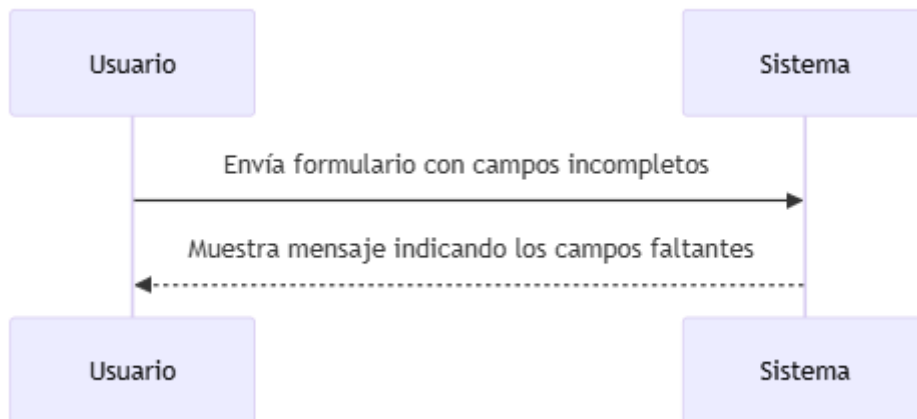 Usuario
Sistema
Envía formulario con campos incompletos
Muestra mensaje indicando los campos faltantes
Usuario
Sistema